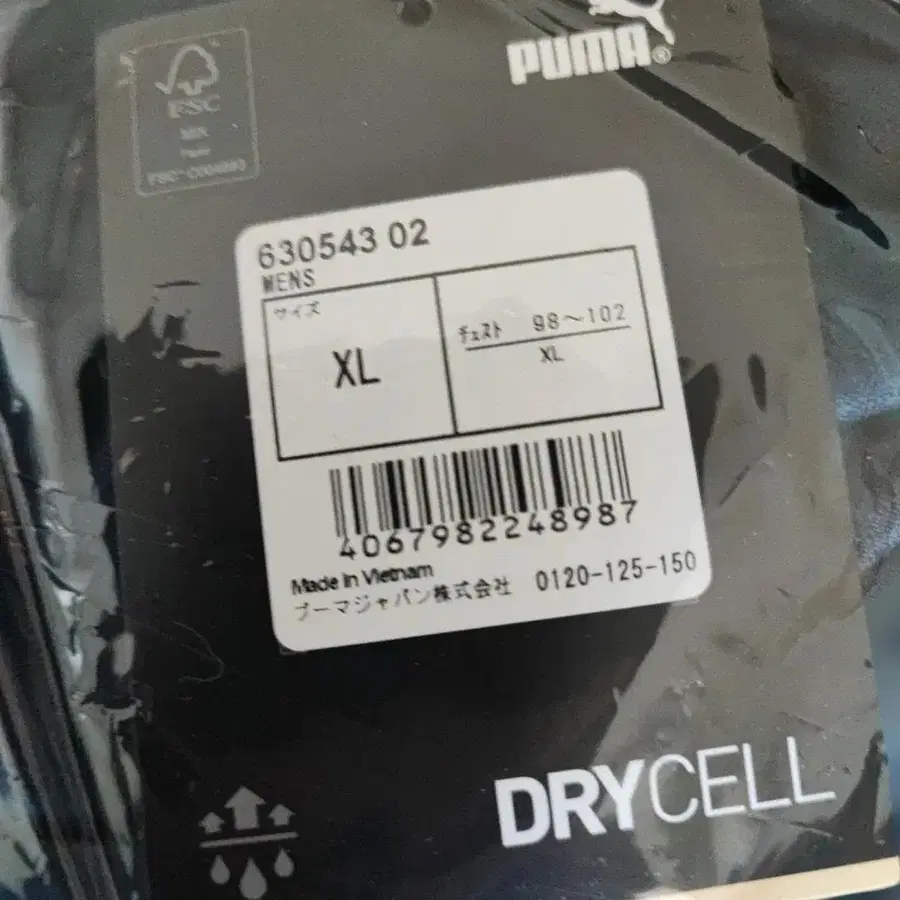 PUMA®
FSC
MIX
630543 02
MENS
サイズ
XL
チェスト 98～102
XL
4067982248987
Made in Vietnam
プーマジャパン株式会社 0120-125-150
DRYCELL